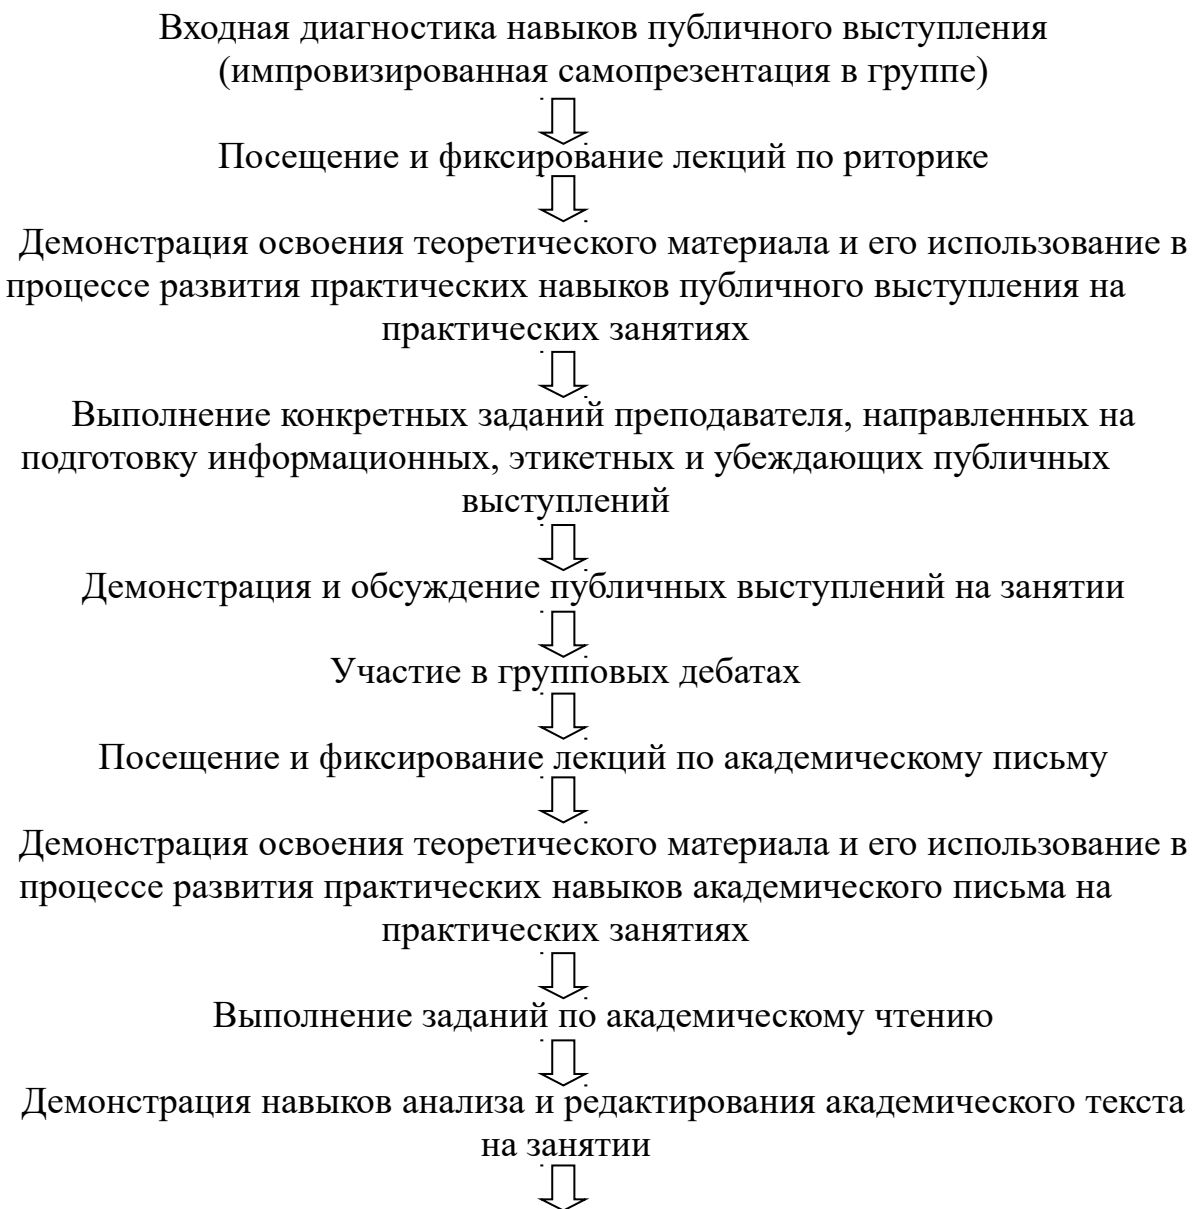 Входная диагностика навыков публичного выступления
(импровизированная самопрезентация в группе)
Посещение и фиксирование лекций по риторике
Демонстрация освоения теоретического материала и его использование в
процессе развития практических навыков публичного выступления на
практических занятиях
Выполнение конкретных заданий преподавателя, направленных на
подготовку информационных, этикетных и убеждающих публичных
выступлений
Демонстрация и обсуждение публичных выступлений на занятии
Участие в групповых дебатах
Посещение и фиксирование лекций по академическому письму
Демонстрация освоения теоретического материала и его использование в
процессе развития практических навыков академического письма на
практических занятиях
Выполнение заданий по академическому чтению
Демонстрация навыков анализа и редактирования академического текста
на занятии